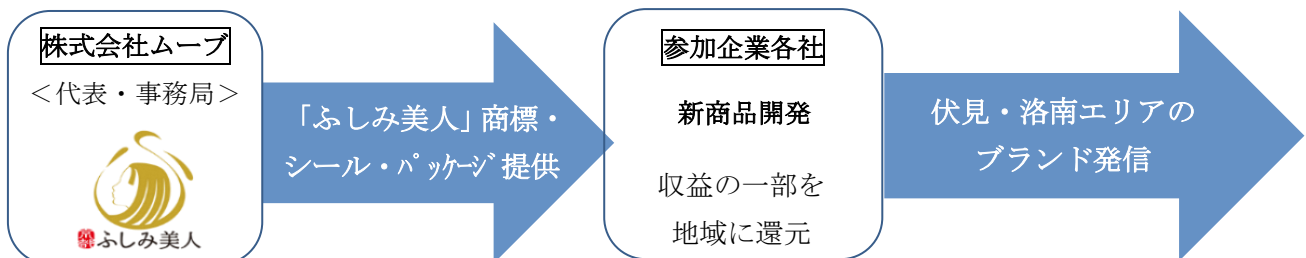 株式会社ムーブ
<代表・事務局>
ふしみ美人
「ふしみ美人」商標・
シール・パッケージ提供
参加企業各社
新商品開発
収益の一部を
地域に還元
伏見・洛南エリアの
ブランド発信